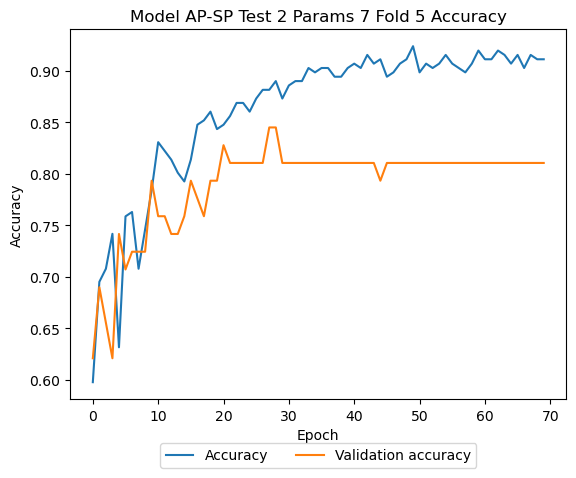 Model AP-SP Test 2 Params 7 Fold 5 Accuracy
0.90
0.85
0.80
0.75
0.70
0.65
0.60
Accuracy
0 10 20 30 40 50 60 70
Epoch
Accuracy Validation accuracy